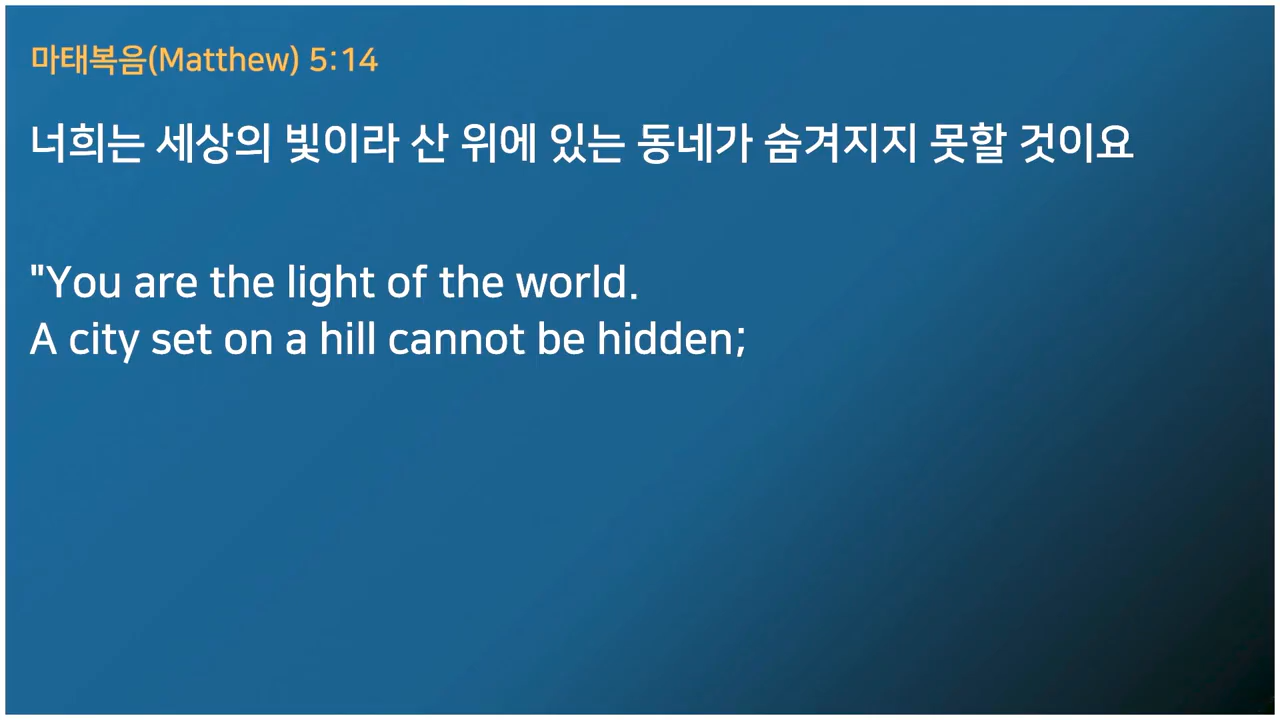 마태복음(Matthew) 5:14
너희는 세상의 빛이라 산 위에 있는 동네가 숨겨지지 못할 것이요
"You are the light of the world.
A city set on a hill cannot be hidden;